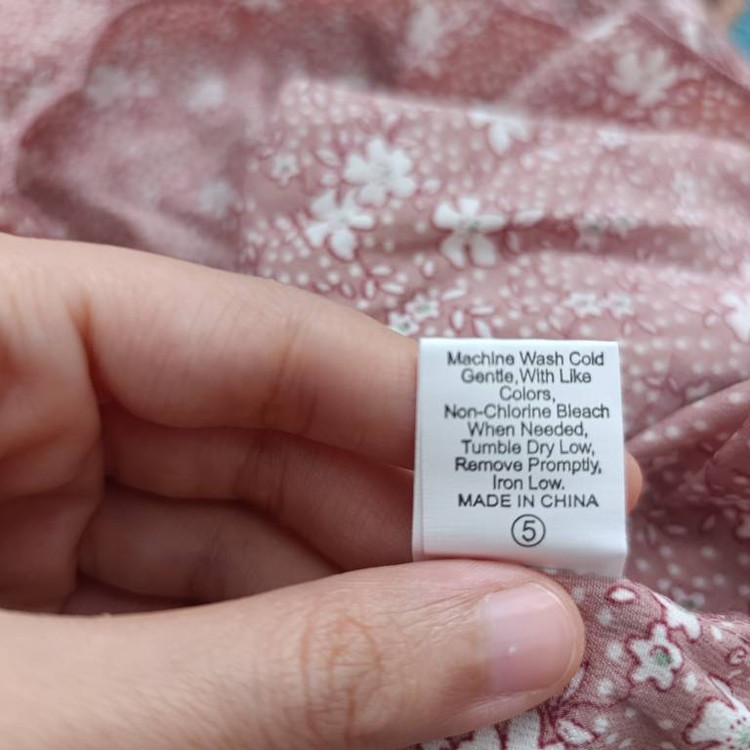 Machine Wash Cold
Gentle,With Like
Colors,
Non-Chlorine Bleach
When Needed,
Tumble Dry Low,
Remove Promptly,
Iron Low.
MADE IN CHINA
⑤